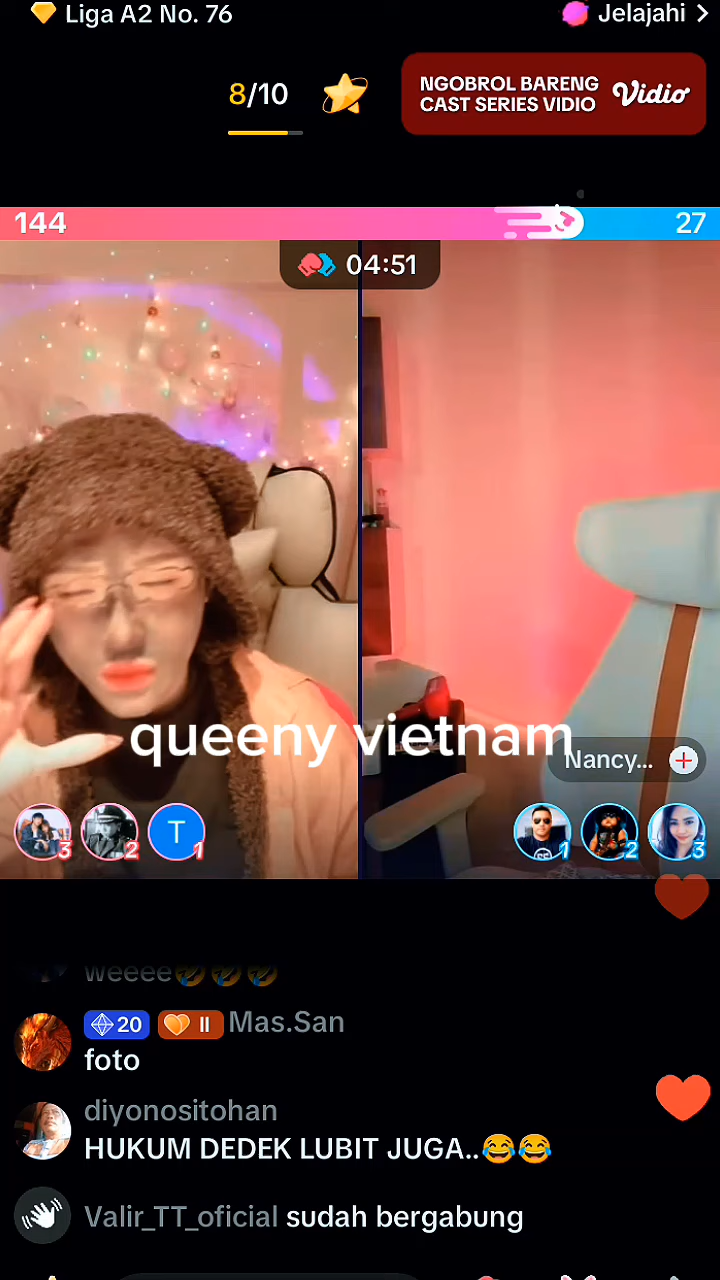 Liga A2 No. 76
Jelajahi >
8/10
NGOBROL BARENG
CAST SERIES VIDIO
Vidio
144
27
04:51
queeny vietnam
Nancy...
3
2
T
1
1
2
3
weeee🤣🤣🤣
20
II
Mas.San
foto
diyonositohan
HUKUM DEDEK LUBIT JUGA..😂😂
Valir_TT_oficial sudah bergabung